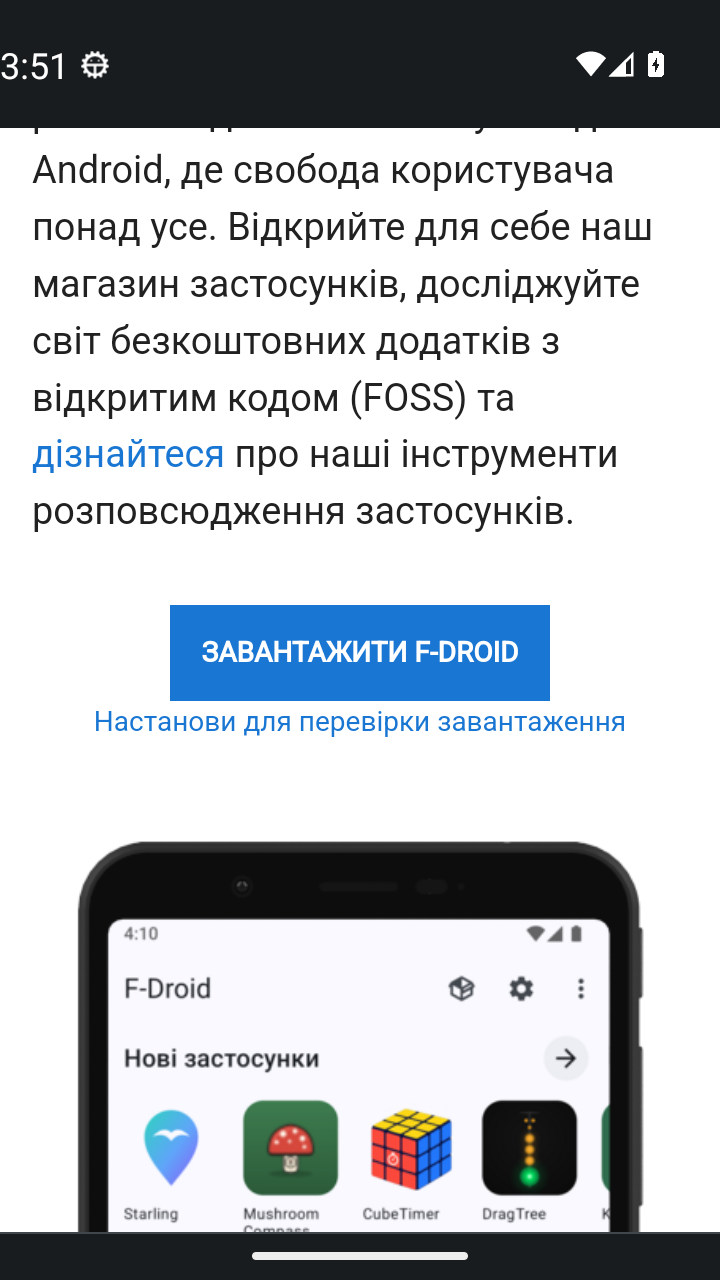 3:51
Android, де свобода користувача
понад усе. Відкрийте для себе наш
магазин застосунків, досліджуйте
світ безкоштовних додатків з
відкритим кодом (FOSS) та
дізнайтеся про наші інструменти
розповсюдження застосунків.
ЗАВАНТАЖИТИ F-DROID
Настанови для перевірки завантаження
4:10
F-Droid
Нові застосунки
Starling
Mushroom
Compass
CubeTimer
DragTree